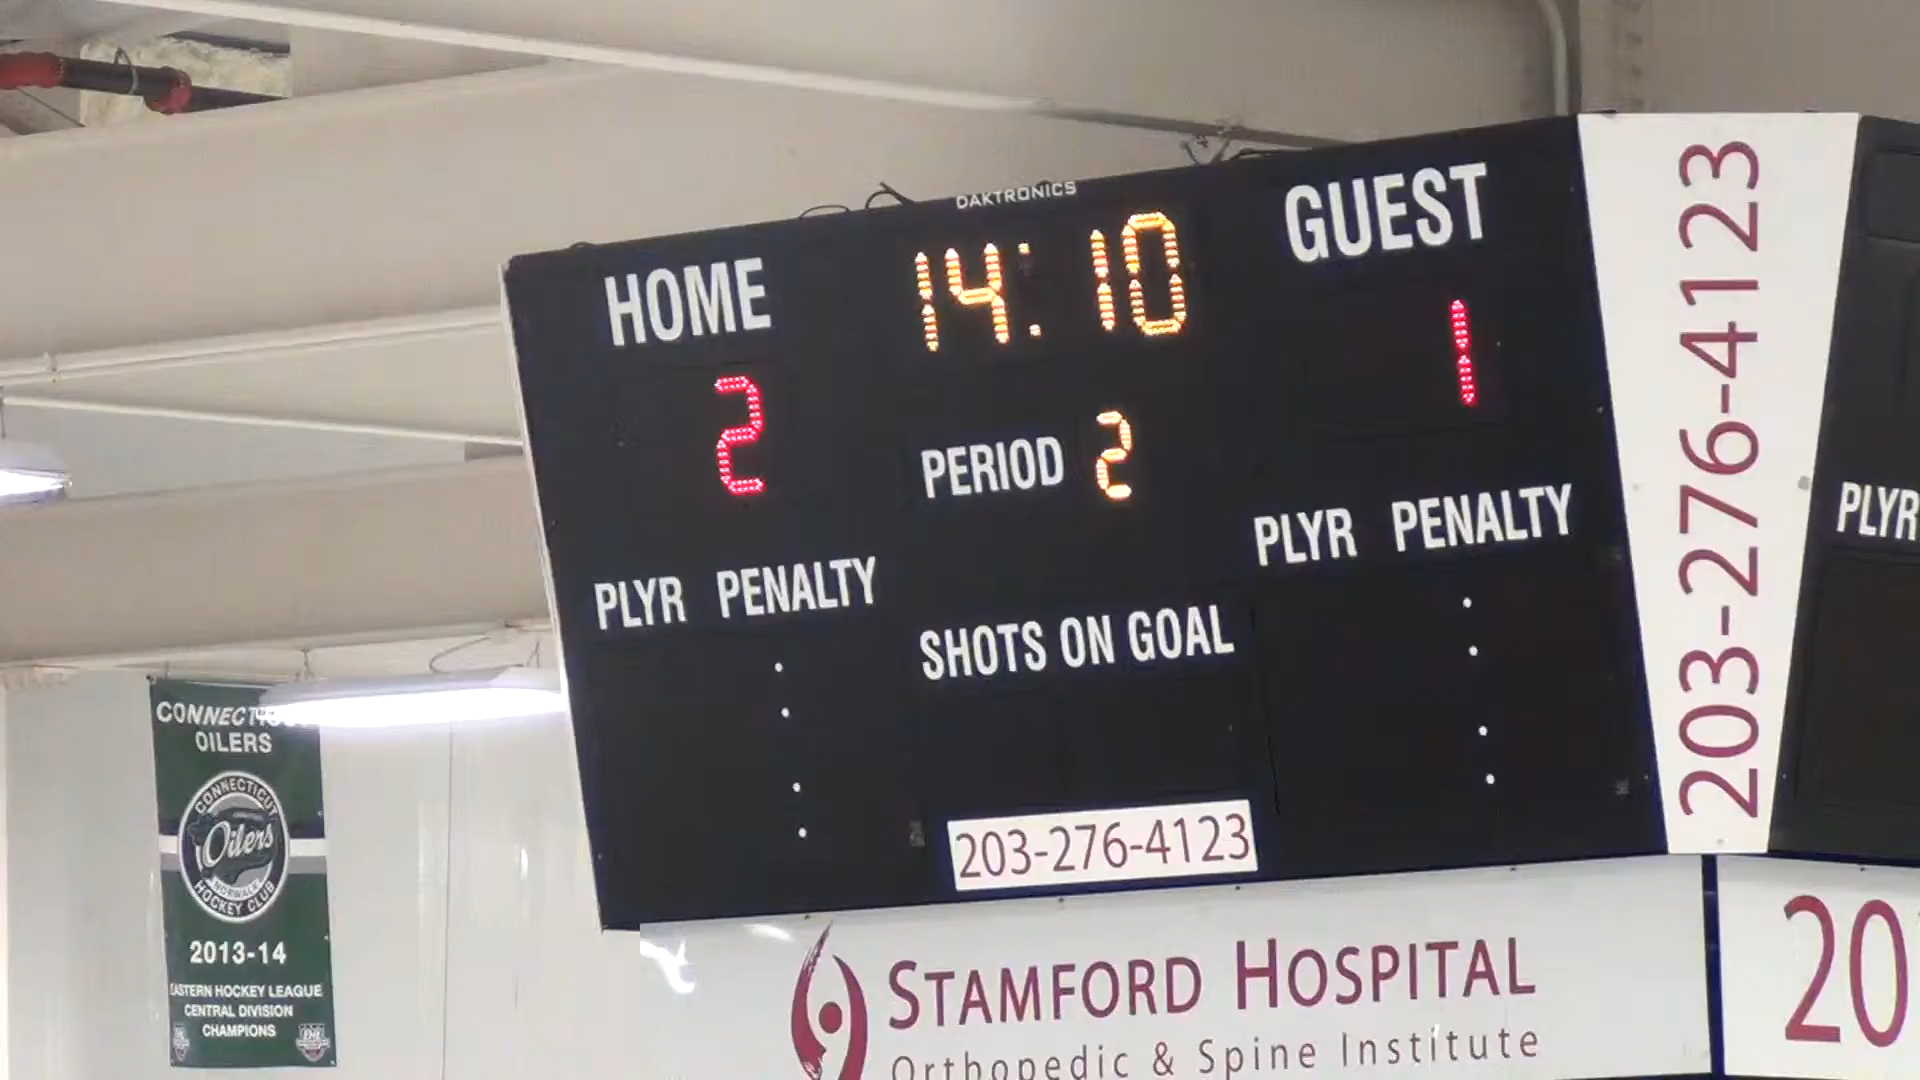 DAKTRONICS
HOME 14:10 GUEST
2 1
PERIOD 2
PLYR PENALTY
PLYR PENALTY
SHOTS ON GOAL
203-276-4123
203-276-4123
PLYR
STAMFORD HOSPITAL
Orthopedic & Spine Institute
20
CONNECTICUT
OILERS
CONNECTICUT
Oilers
NORWALK
HOCKEY CLUB
2013-14
EASTERN HOCKEY LEAGUE
CENTRAL DIVISION
CHAMPIONS